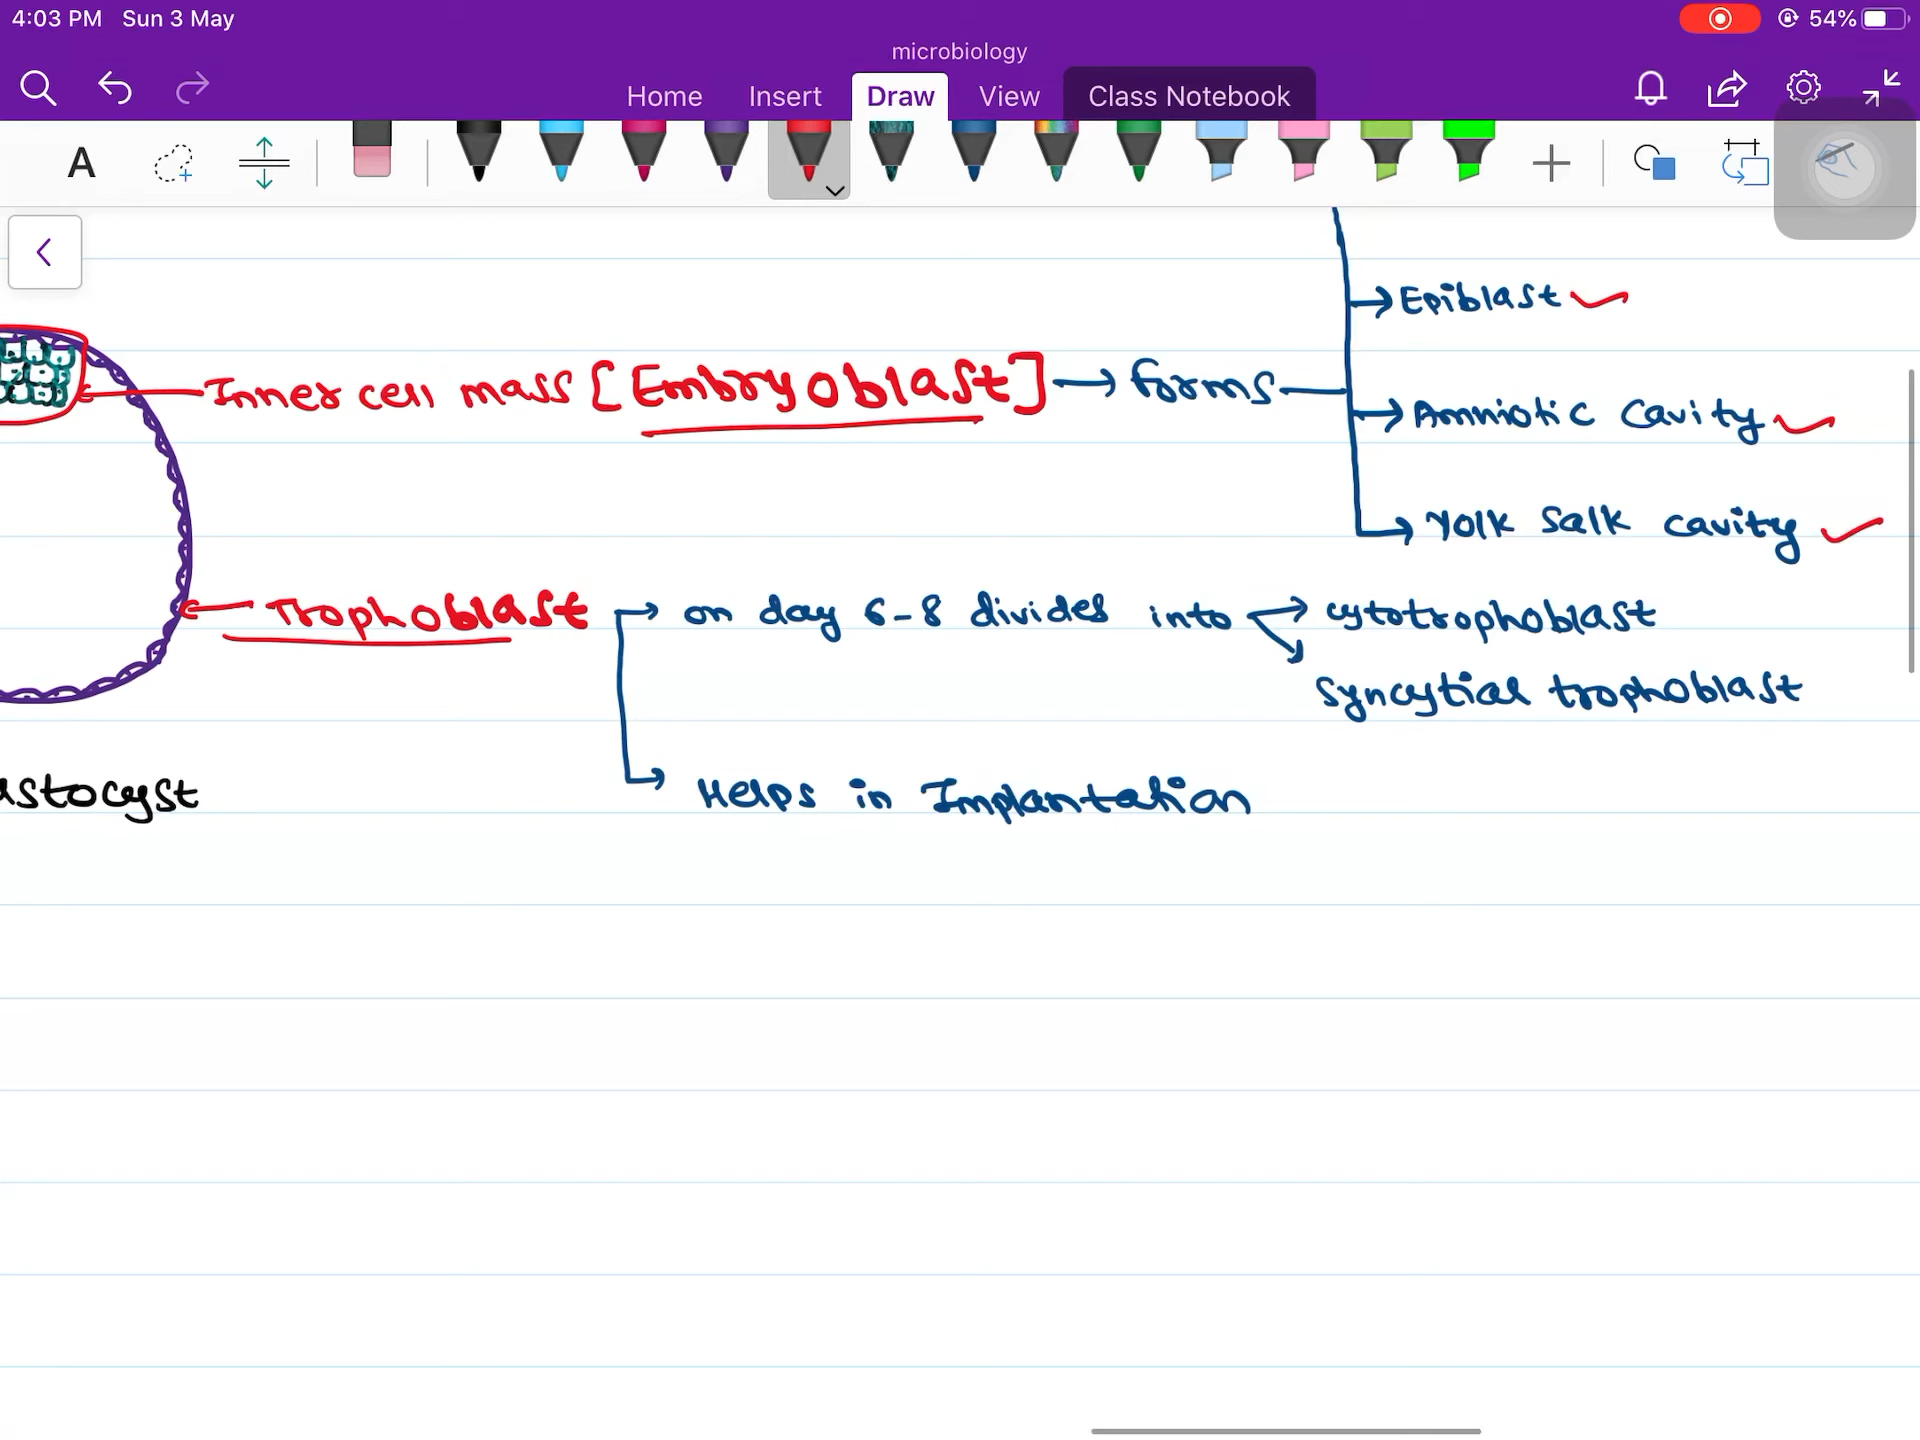 4:03 PM Sun 3 May
54%
microbiology
Home Insert Draw View Class Notebook
A
Epiblast
Inner cell mass [Embryoblast] → forms
Amniotic Cavity
Yolk Salk cavity
Trophoblast → on day 6-8 divides into → cytotrophoblast
Syncytial trophoblast
Helps in Implantation
astocyst